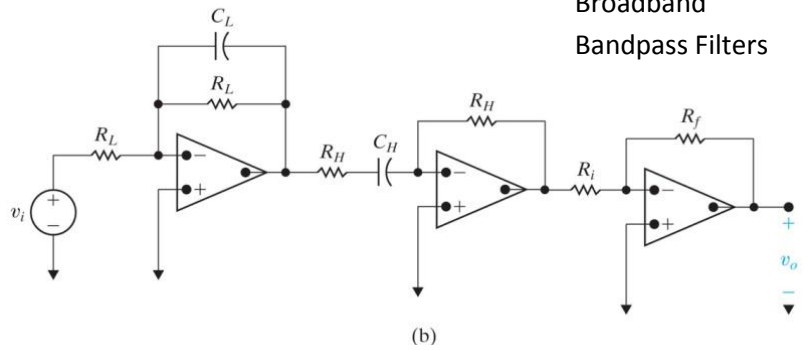 Broadband
Bandpass Filters
C_L
R_L
R_L
R_H
C_H
R_H
R_i
R_f
v_i
+
−
−
+
−
+
−
+
+
v_o
−
(b)